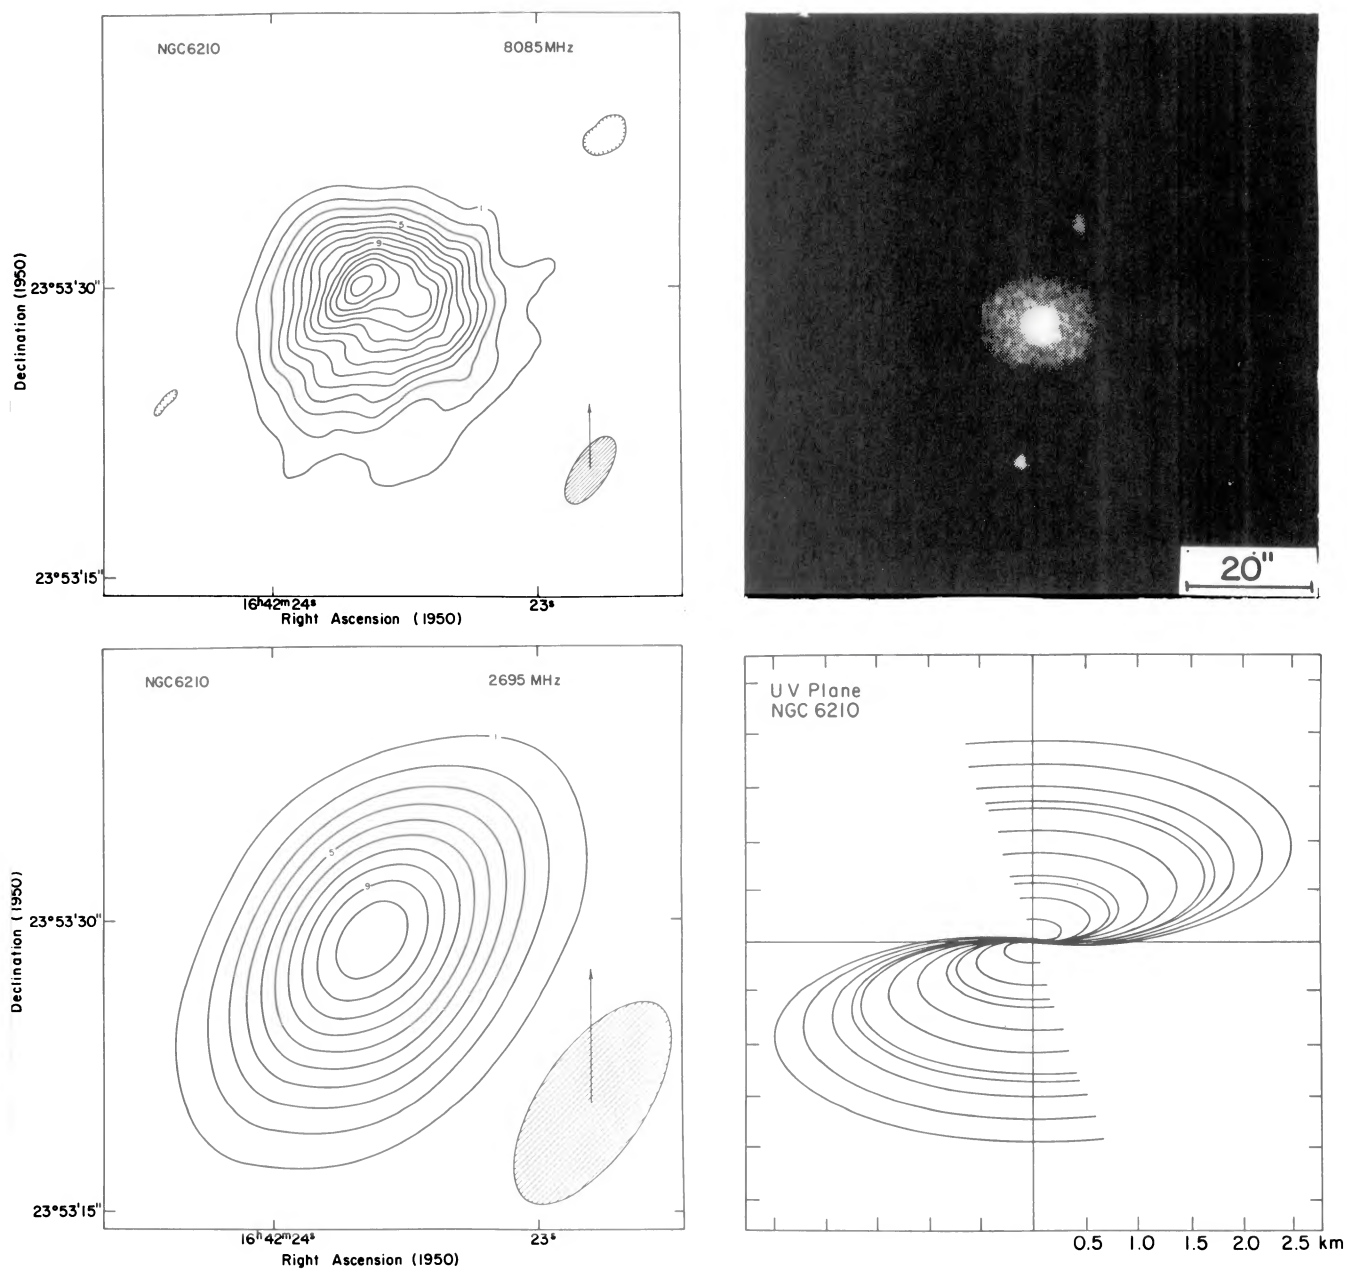 NGC6210 8085MHz
1
5
9
Declination (1950)
23°53'30"
23°53'15"
16ʰ42ᵐ24ˢ 23ˢ
Right Ascension (1950)
20"
NGC6210 2695 MHz
1
5
9
Declination (1950)
23°53'30"
23°53'15"
16ʰ42ᵐ24ˢ 23ˢ
Right Ascension (1950)
UV Plane
NGC 6210
0.5 1.0 1.5 2.0 2.5 km